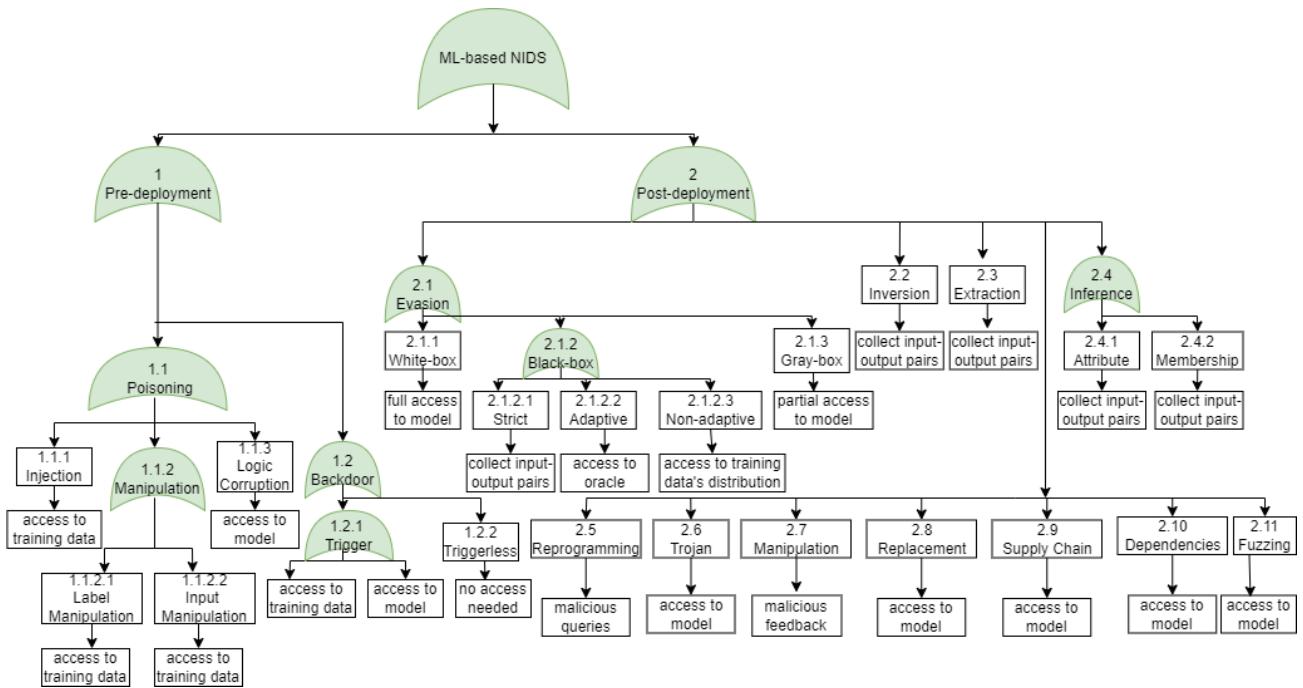 ML-based NIDS
1
Pre-deployment
2
Post-deployment
2.1
Evasion
2.2
Inversion
2.3
Extraction
2.4
Inference
2.1.1
White-box
2.1.2
Black-box
2.1.3
Gray-box
collect input-
output pairs
collect input-
output pairs
2.4.1
Attribute
2.4.2
Membership
1.1
Poisoning
full access
to model
2.1.2.1
Strict
2.1.2.2
Adaptive
2.1.2.3
Non-adaptive
partial access
to model
collect input-
output pairs
collect input-
output pairs
1.1.1
Injection
1.1.2
Manipulation
1.1.3
Logic
Corruption
1.2
Backdoor
collect input-
output pairs
access to
oracle
access to training
data's distribution
access to
training data
access to
model
1.2.1
Trigger
1.2.2
Triggerless
2.5
Reprogramming
2.6
Trojan
2.7
Manipulation
2.8
Replacement
2.9
Supply Chain
2.10
Dependencies
2.11
Fuzzing
1.1.2.1
Label
Manipulation
1.1.2.2
Input
Manipulation
access to
training data
access to
model
no access
needed
malicious
queries
access to
model
malicious
feedback
access to
model
access to
model
access to
model
access to
model
access to
training data
access to
training data